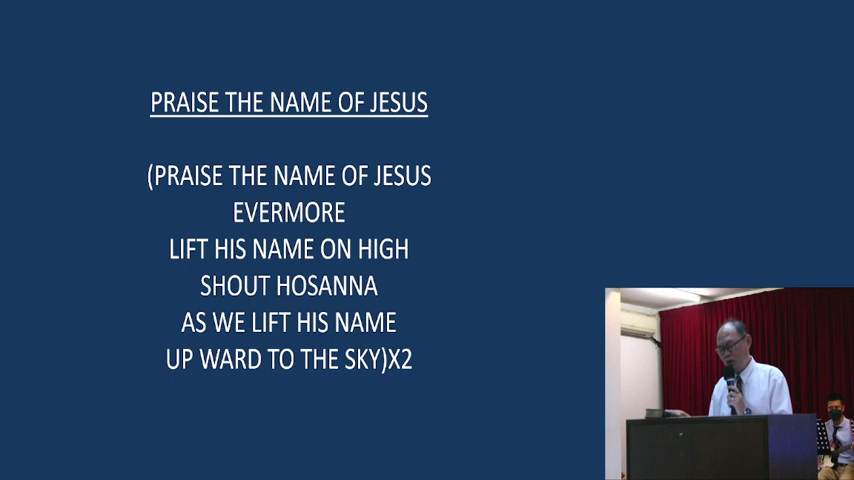 PRAISE THE NAME OF JESUS
(PRAISE THE NAME OF JESUS
EVERMORE
LIFT HIS NAME ON HIGH
SHOUT HOSANNA
AS WE LIFT HIS NAME
UP WARD TO THE SKY)X2